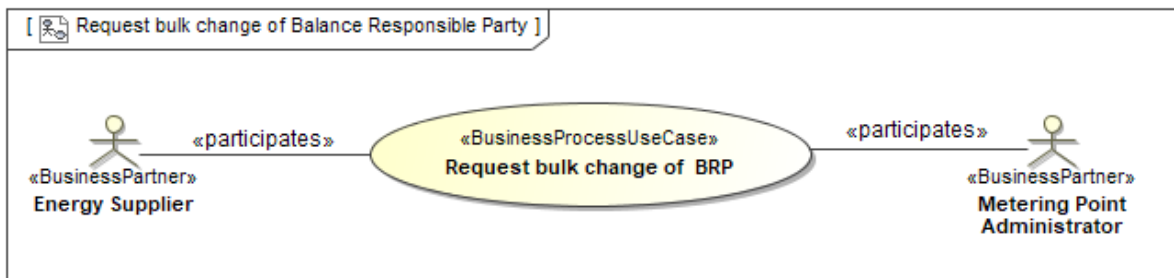 [ Request bulk change of Balance Responsible Party ]
«participates»
«BusinessPartner»
Energy Supplier
«BusinessProcessUseCase»
Request bulk change of BRP
«participates»
«BusinessPartner»
Metering Point
Administrator